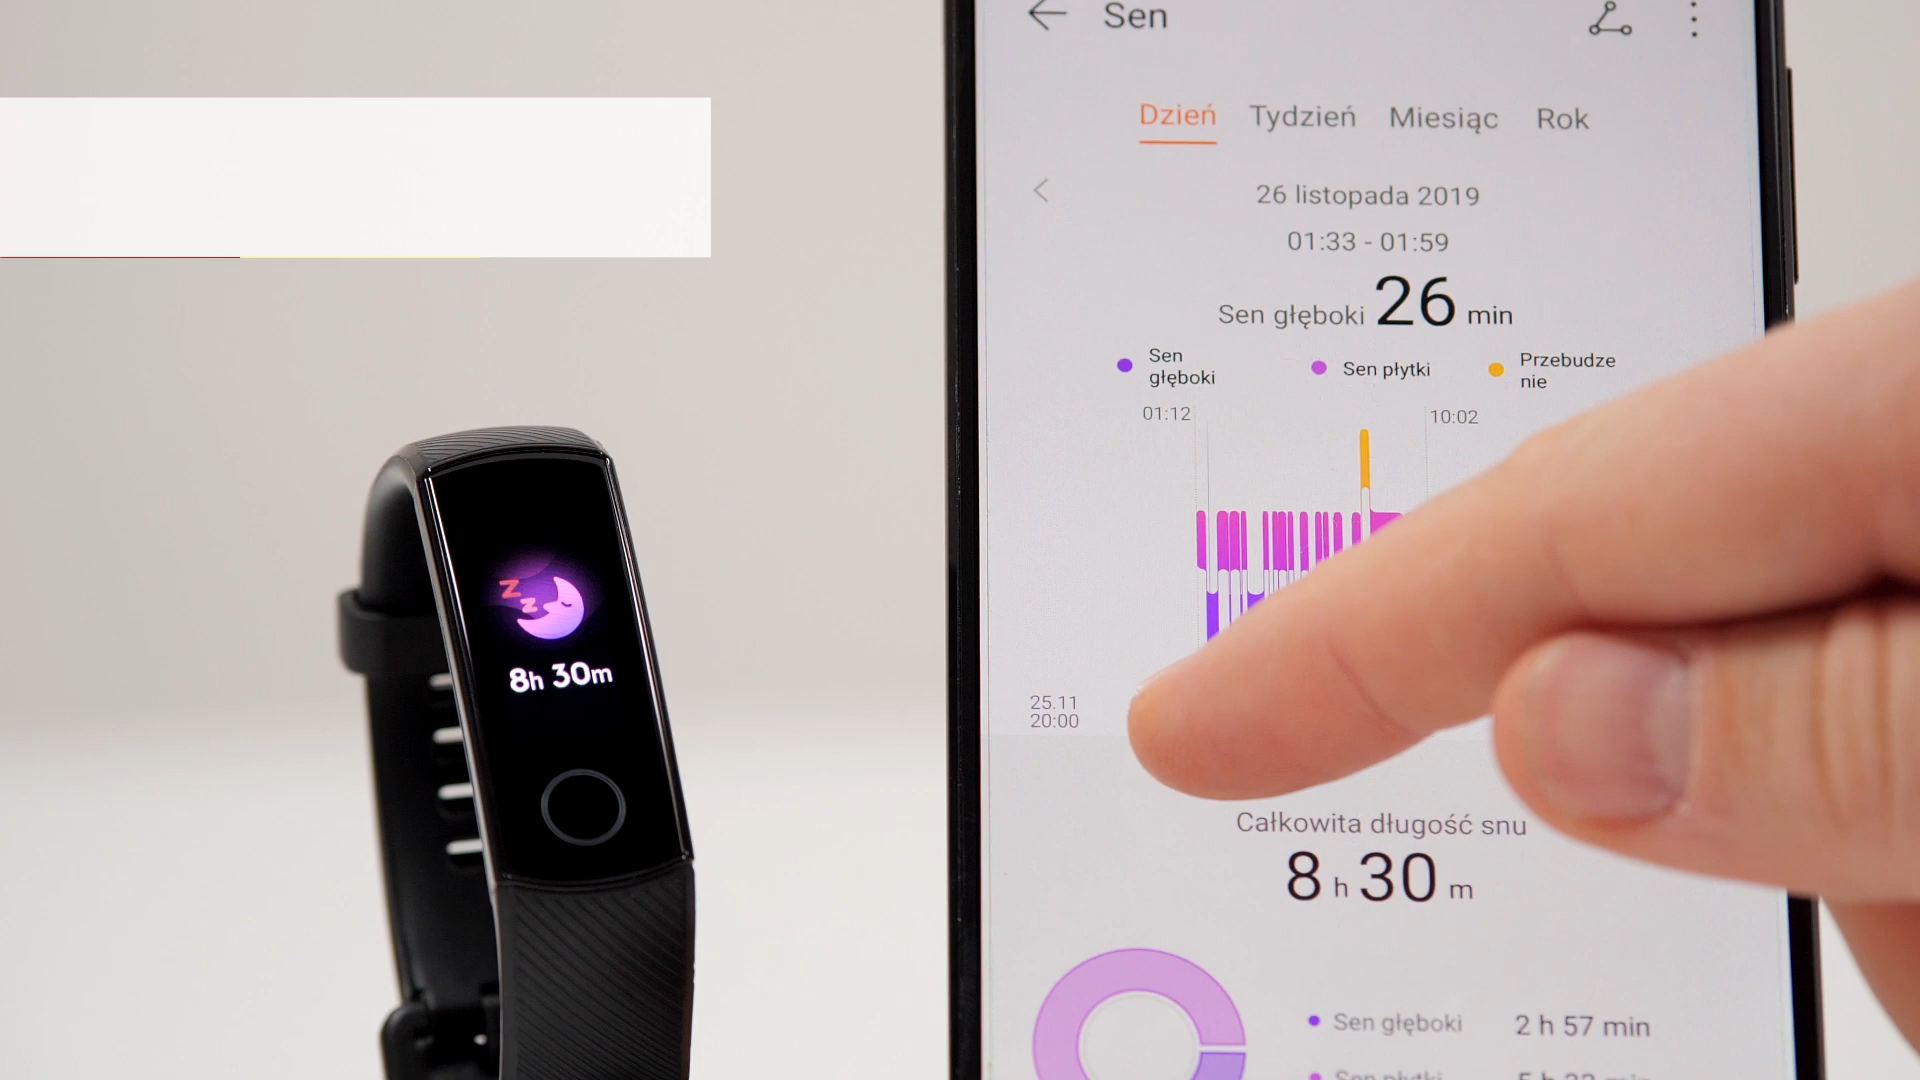 Sen
Dzień Tydzień Miesiąc Rok
26 listopada 2019
01:33 - 01:59
Sen głęboki 26 min
Sen
głęboki
Sen płytki
Przebudze
nie
01:12
10:02
25.11
20:00
Całkowita długość snu
8 h 30 m
Sen głęboki 2 h 57 min
Sen płytki
z
z
8h 30m